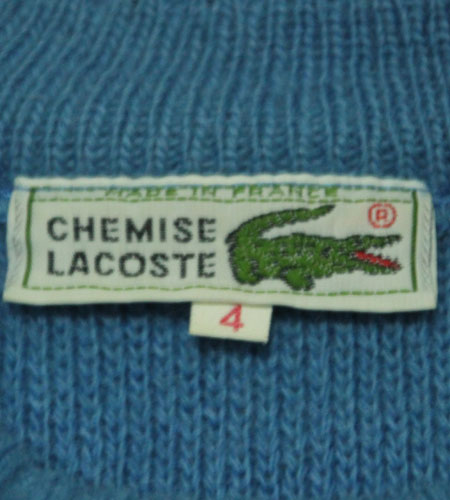 MADE IN FRANCE
CHEMISE
LACOSTE
®
4